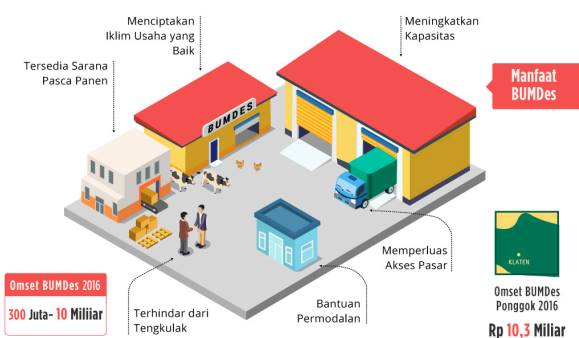 Menciptakan
Iklim Usaha yang
Baik
Meningkatkan
Kapasitas
Tersedia Sarana
Pasca Panen
Manfaat
BUMDes
BUMDES
KLATEN
Memperluas
Akses Pasar
Omset BUMDes 2016
300 Juta- 10 Miliiar
Terhindar dari
Tengkulak
Bantuan
Permodalan
Omset BUMDes
Ponggok 2016
Rp 10,3 Miliar